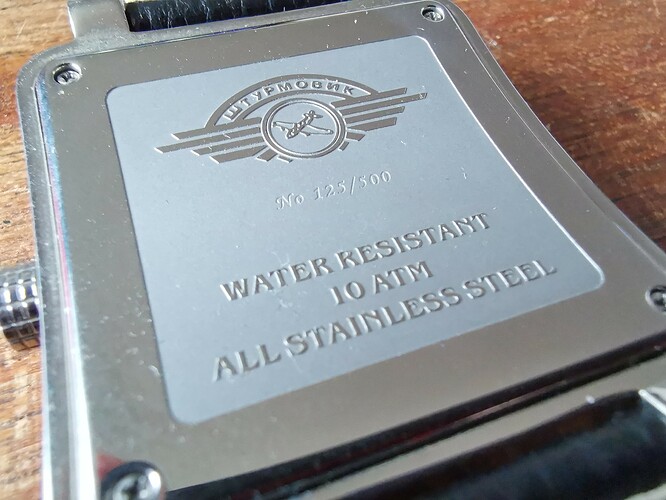 ШТУРМОВИК
No 125/500
WATER RESISTANT
10 ATM
ALL STAINLESS STEEL